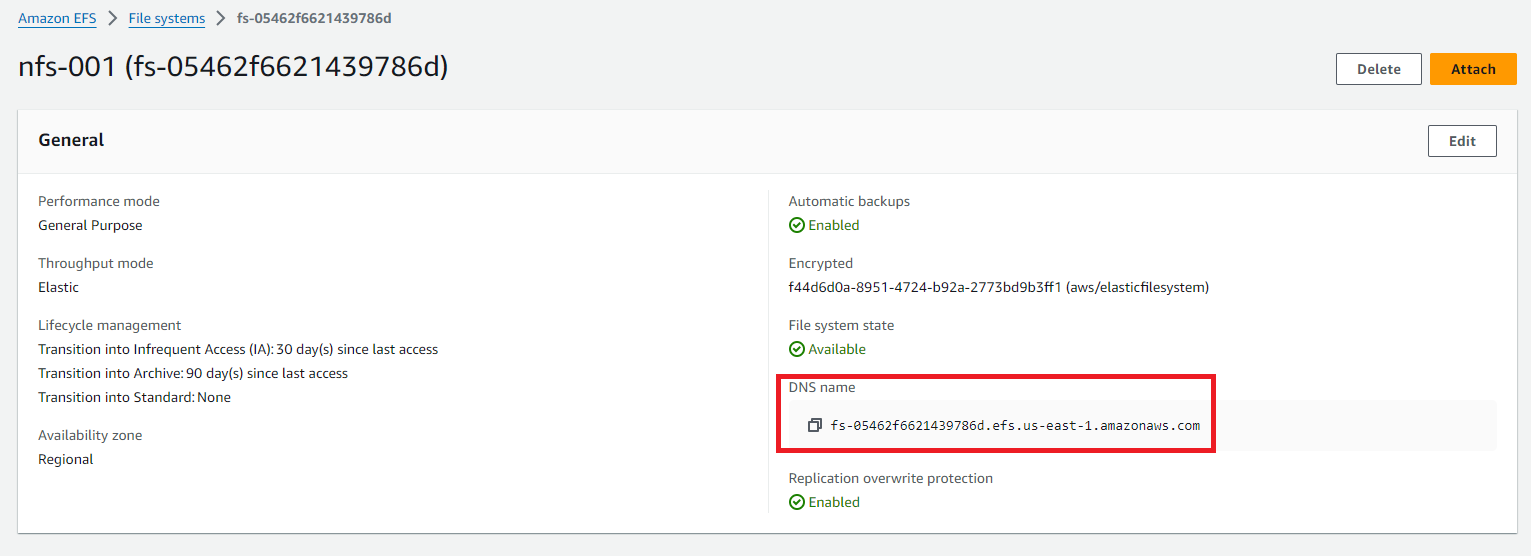 Amazon EFS > File systems > fs-05462f6621439786d
nfs-001 (fs-05462f6621439786d)
Delete
Attach
General
Edit
Performance mode
General Purpose
Throughput mode
Elastic
Lifecycle management
Transition into Infrequent Access (IA): 30 day(s) since last access
Transition into Archive: 90 day(s) since last access
Transition into Standard: None
Availability zone
Regional
Automatic backups
Enabled
Encrypted
f44d6d0a-8951-4724-b92a-2773bd9b3ff1 (aws/elasticfilesystem)
File system state
Available
DNS name
fs-05462f6621439786d.efs.us-east-1.amazonaws.com
Replication overwrite protection
Enabled